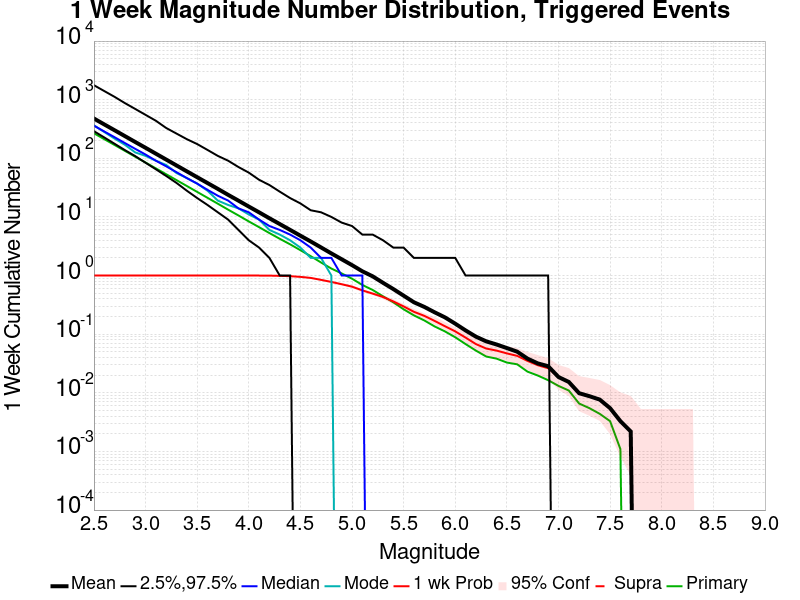 1 Week Magnitude Number Distribution, Triggered Events
10^4
10^3
10^2
10^1
10^0
10^-1
10^-2
10^-3
10^-4
1 Week Cumulative Number
2.5 3.0 3.5 4.0 4.5 5.0 5.5 6.0 6.5 7.0 7.5 8.0 8.5 9.0
Magnitude
Mean 2.5%,97.5% Median Mode 1 wk Prob 95% Conf Supra Primary